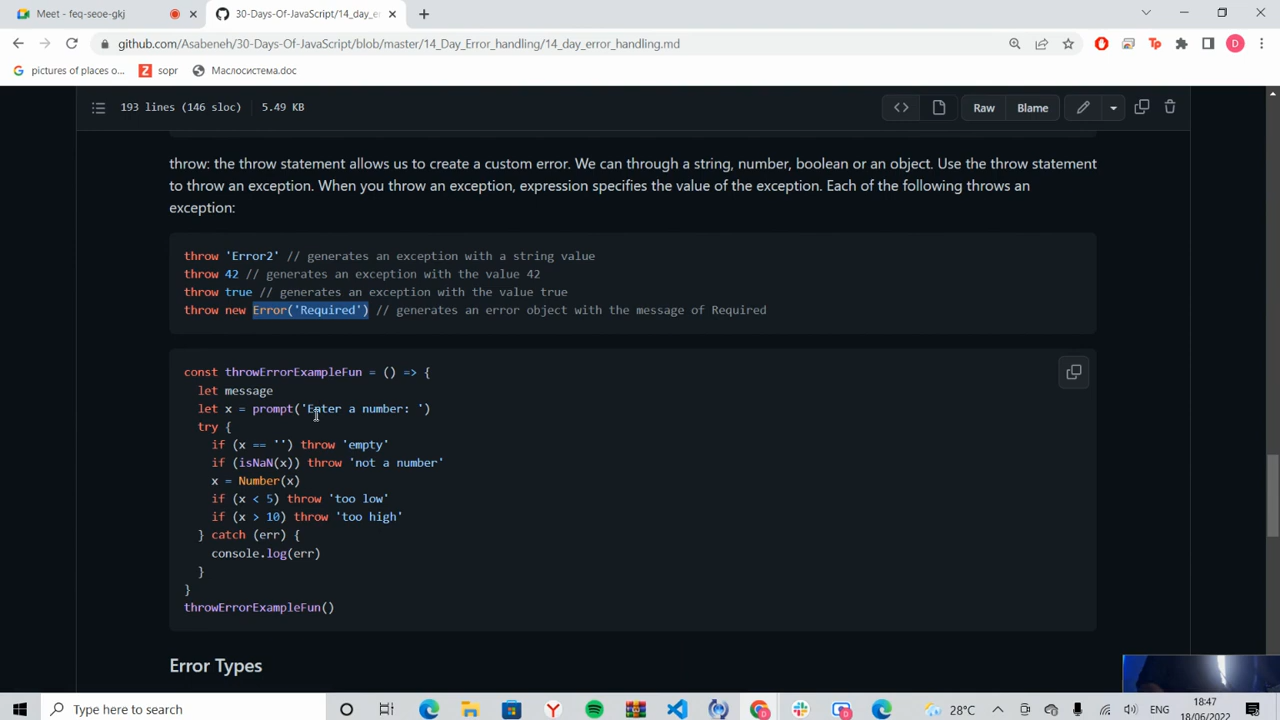 Meet - feq-seoe-gkj
30-Days-Of-JavaScript/14_day_er
github.com/Asabeneh/30-Days-Of-JavaScript/blob/master/14_Day_Error_handling/14_day_error_handling.md
pictures of places o...
sopr
Маслосистема.doc
193 lines (146 sloc) 5.49 KB
Raw Blame
throw: the throw statement allows us to create a custom error. We can through a string, number, boolean or an object. Use the throw statement
to throw an exception. When you throw an exception, expression specifies the value of the exception. Each of the following throws an
exception:
throw 'Error2' // generates an exception with a string value
throw 42 // generates an exception with the value 42
throw true // generates an exception with the value true
throw new Error('Required') // generates an error object with the message of Required
const throwErrorExampleFun = () => {
let message
let x = prompt('Enter a number: ')
try {
if (x == '') throw 'empty'
if (isNaN(x)) throw 'not a number'
x = Number(x)
if (x < 5) throw 'too low'
if (x > 10) throw 'too high'
} catch (err) {
console.log(err)
}
}
throwErrorExampleFun()
Error Types
Type here to search
28°C
ENG
18:47
18/06/2022